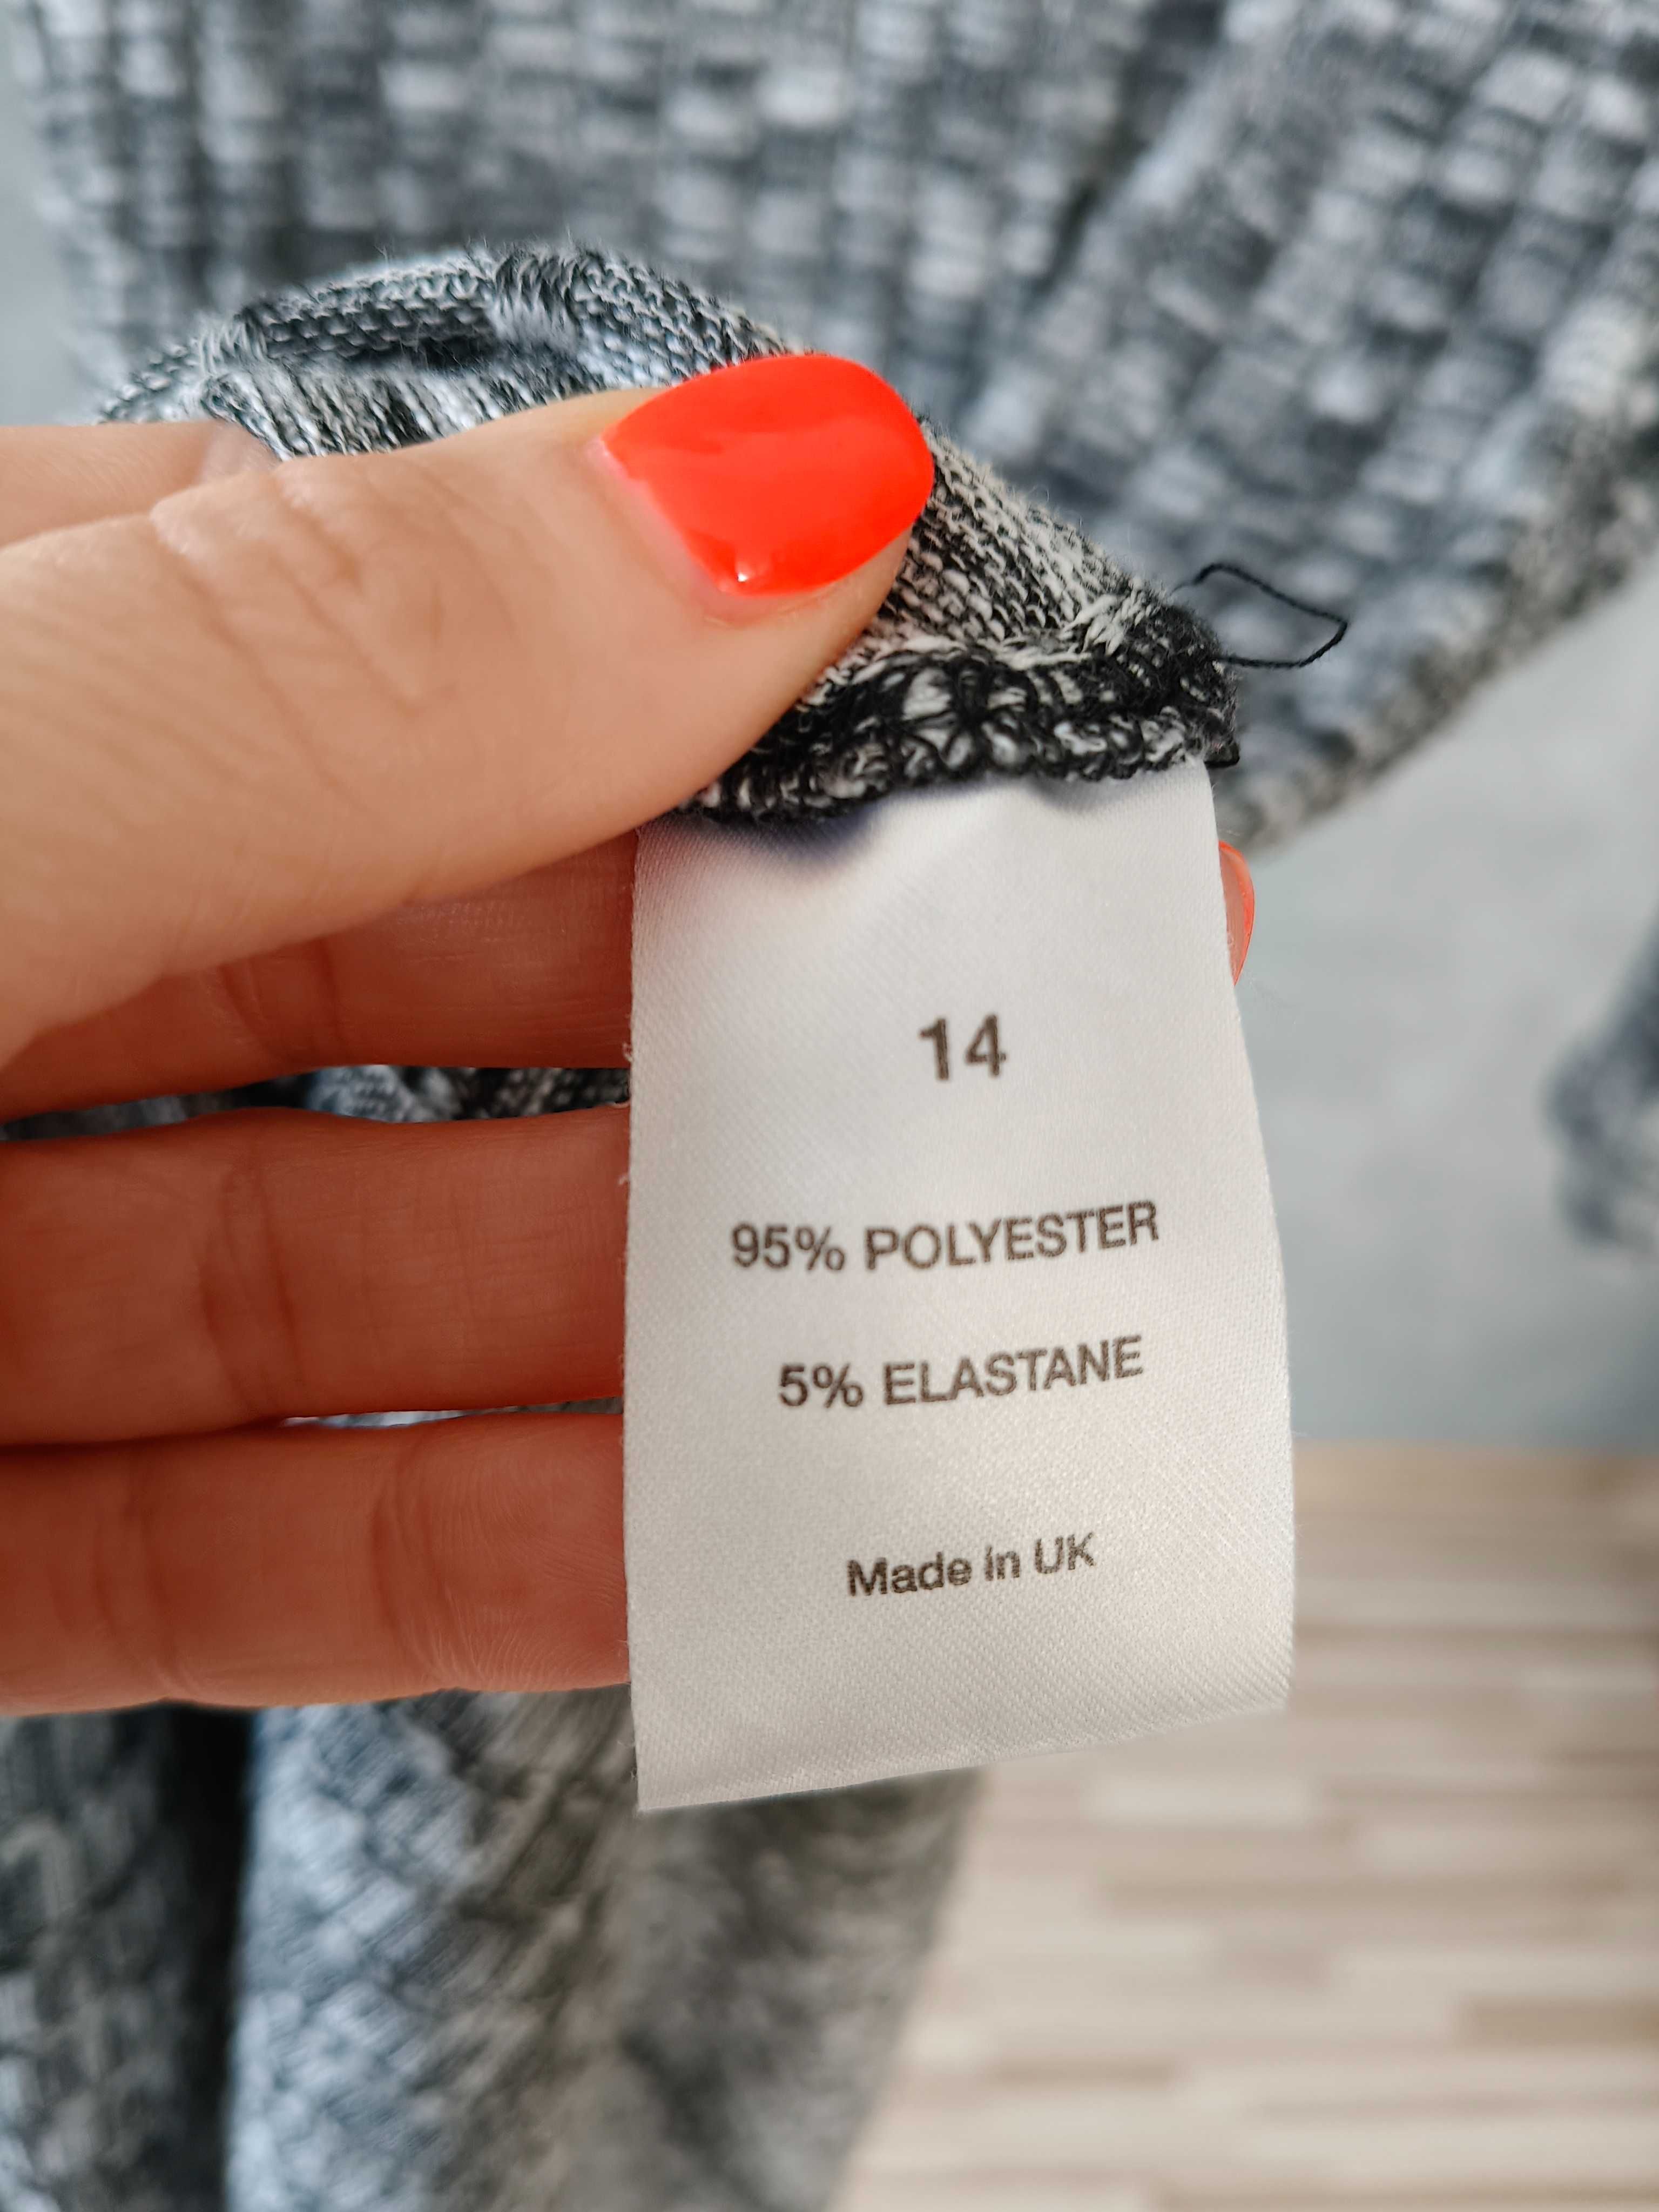 14
95% POLYESTER
5% ELASTANE
Made in UK